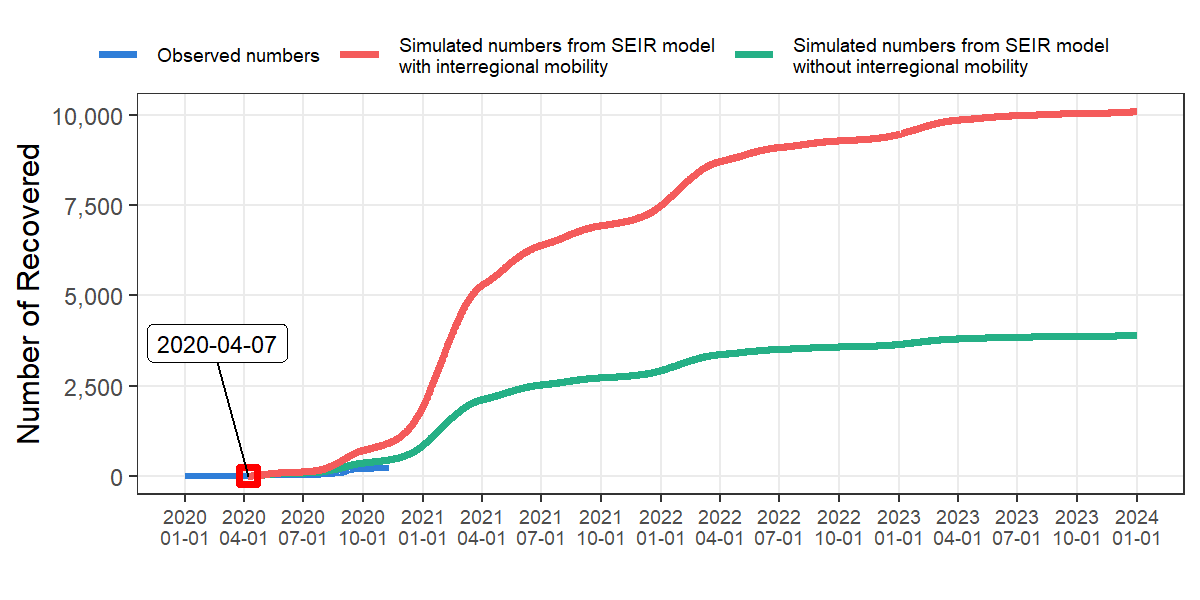 Observed numbers
Simulated numbers from SEIR model
with interregional mobility
Simulated numbers from SEIR model
without interregional mobility
Number of Recovered
10,000
7,500
5,000
2,500
0
2020-04-07
2020 2020 2020 2020 2021 2021 2021 2021 2022 2022 2022 2022 2023 2023 2023 2023 2024
01-01 04-01 07-01 10-01 01-01 04-01 07-01 10-01 01-01 04-01 07-01 10-01 01-01 04-01 07-01 10-01 01-01